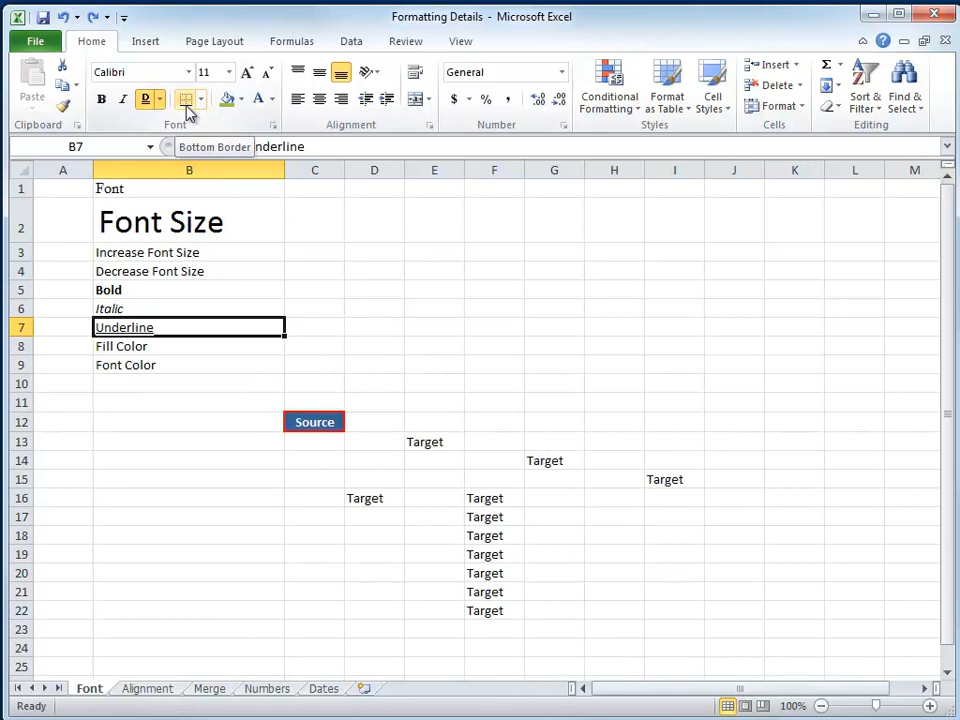 Formatting Details - Microsoft Excel
File Home Insert Page Layout Formulas Data Review View
Paste
Calibri 11
B I D
General
$ % ,
Conditional Formatting
Format as Table
Cell Styles
Insert
Delete
Format
Σ
Sort & Filter
Find & Select
Clipboard Font Alignment Number Styles Cells Editing
B7 Bottom Border nderline
A B C D E F G H I J K L M
1 Font
2 Font Size
3 Increase Font Size
4 Decrease Font Size
5 Bold
6 Italic
7 Underline
8 Fill Color
9 Font Color
10
11
12 Source
13 Target
14 Target
15 Target
16 Target Target
17 Target
18 Target
19 Target
20 Target
21 Target
22 Target
23
24
25
Font Alignment Merge Numbers Dates
Ready 100%